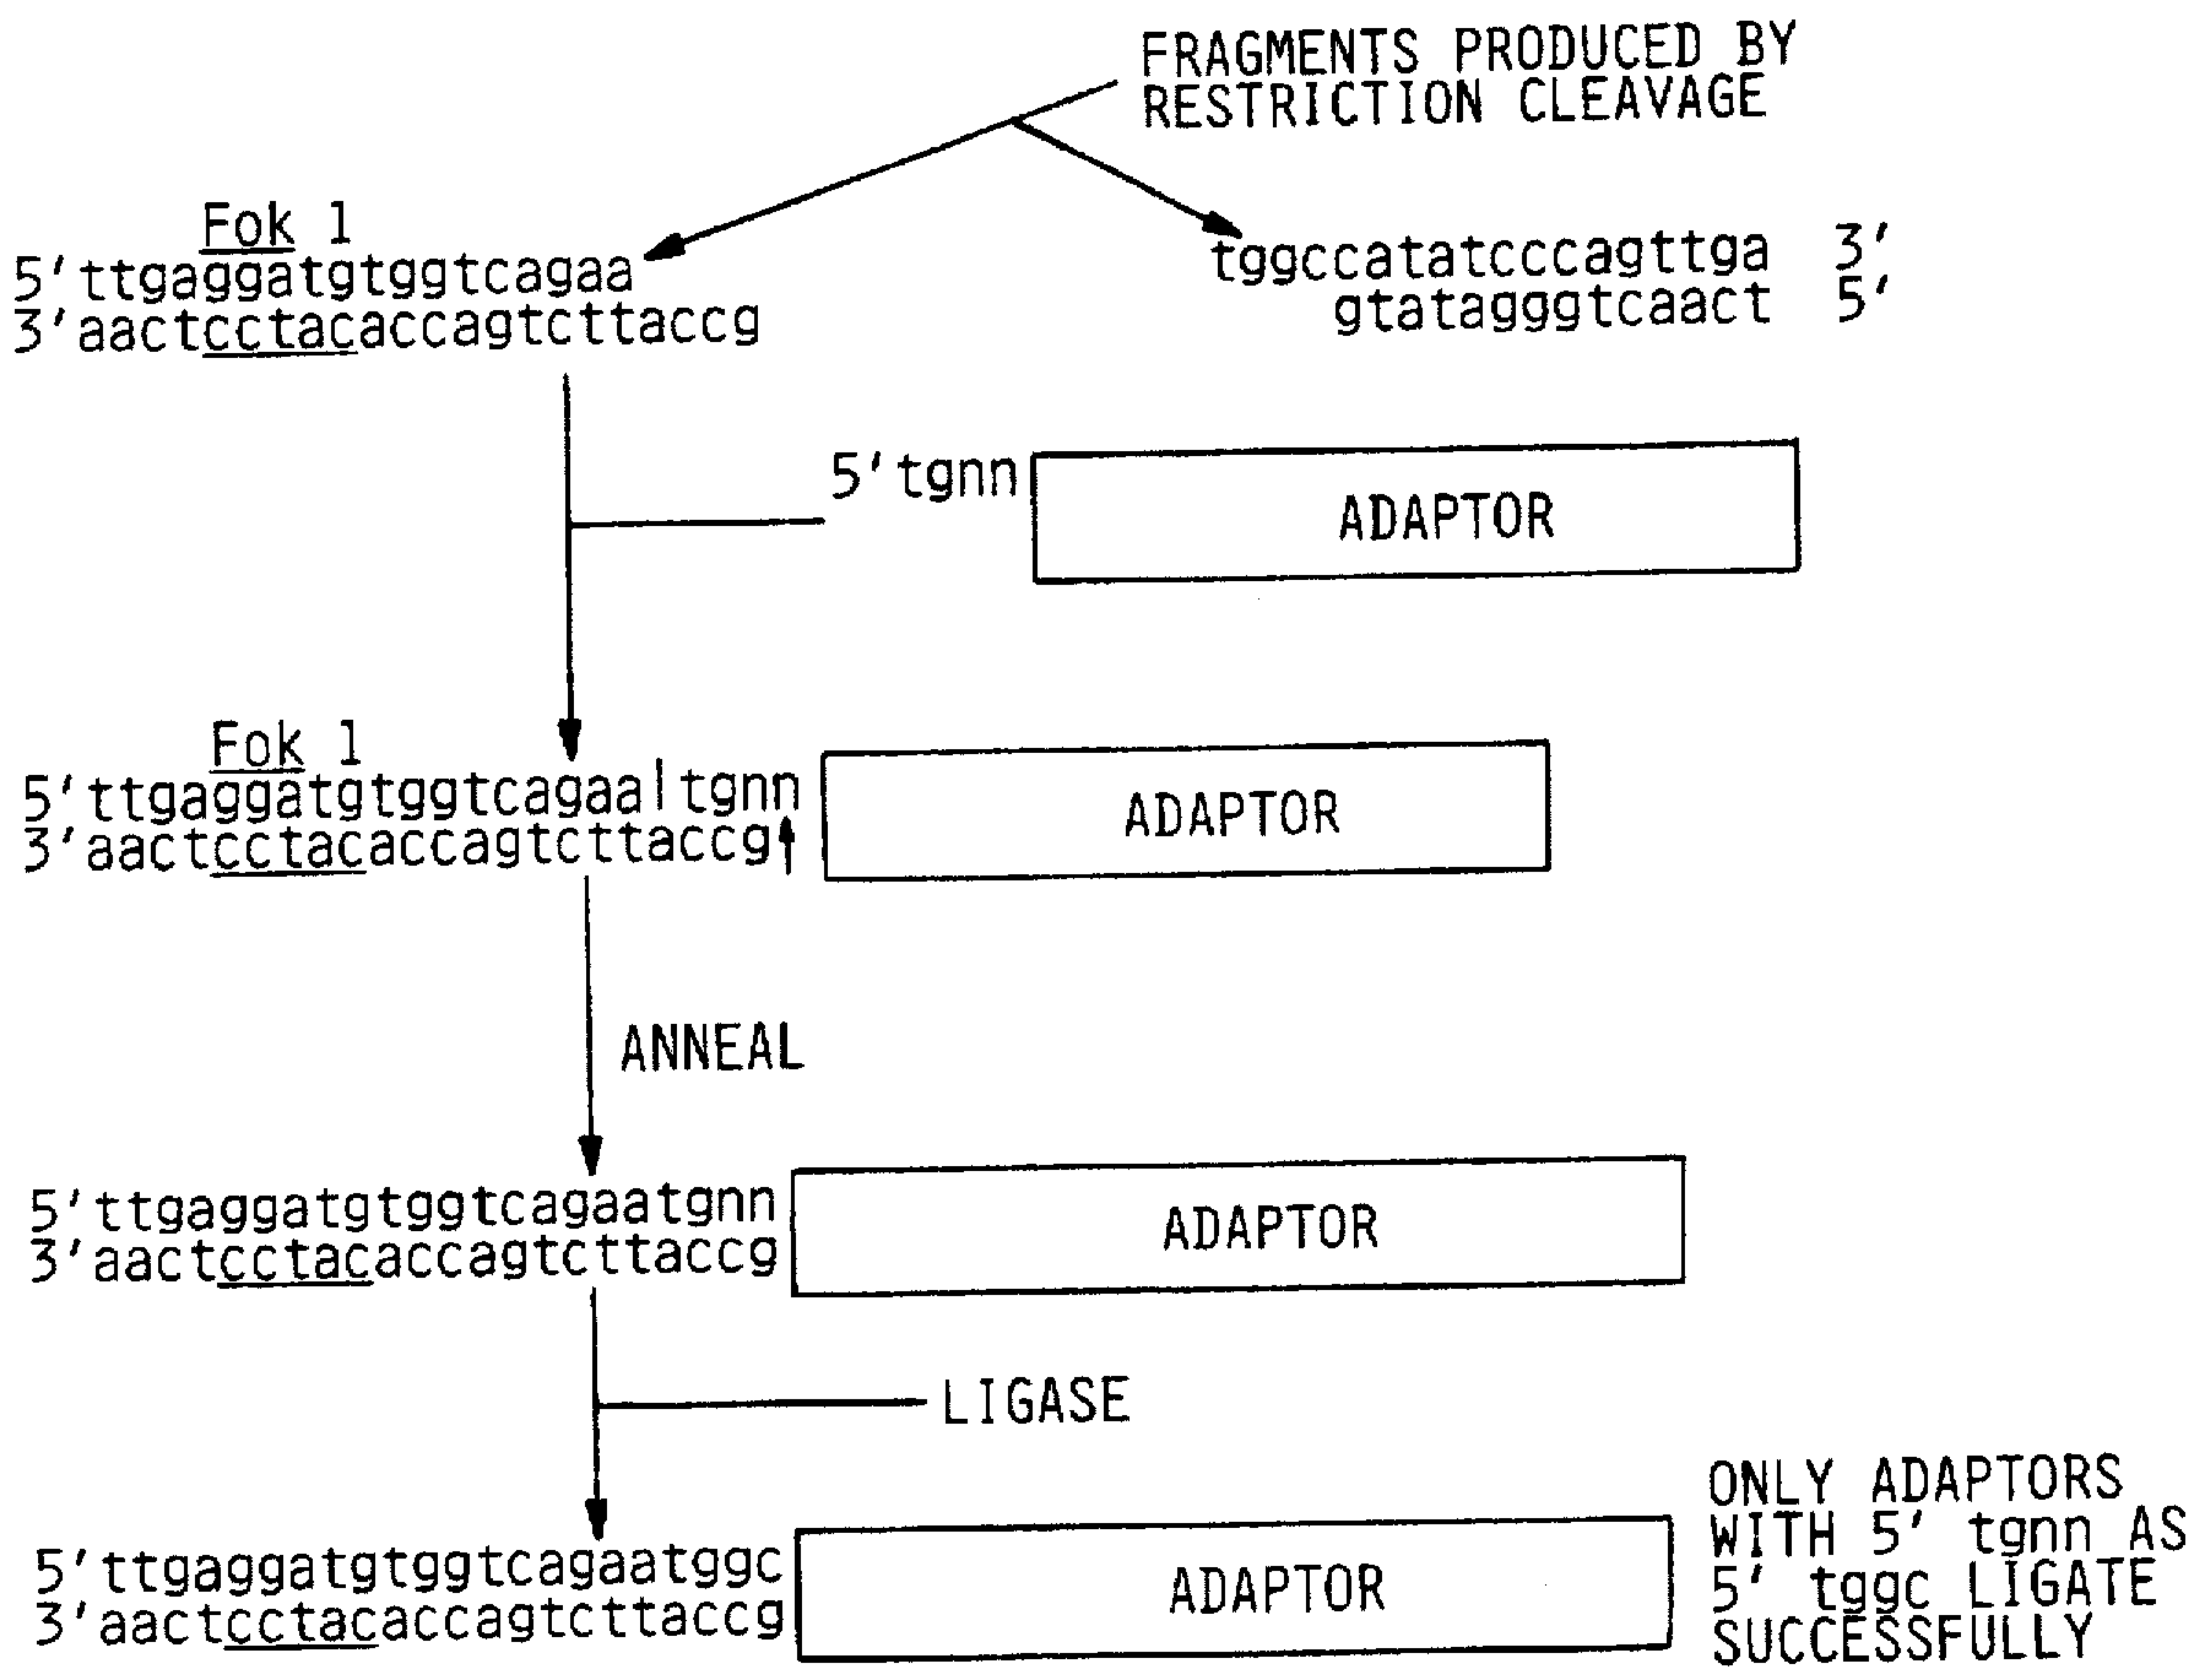 FRAGMENTS PRODUCED BY
RESTRICTION CLEAVAGE
Fok 1
5'ttgaggatgtggtcagaa
3'aactcctacaccagtcttaccg
tggccatatcccagttga 3'
gtatagggtcaact 5'
5'tgnn
ADAPTOR
Fok 1
5'ttgaggatgtggtcagaa|tgnn
3'aactcctacaccagtcttaccg
ADAPTOR
ANNEAL
5'ttgaggatgtggtcagaatgnn
3'aactcctacaccagtcttaccg
ADAPTOR
LIGASE
5'ttgaggatgtggtcagaatggc
3'aactcctacaccagtcttaccg
ADAPTOR
ONLY ADAPTORS
WITH 5' tgnn AS
5' tggc LIGATE
SUCCESSFULLY